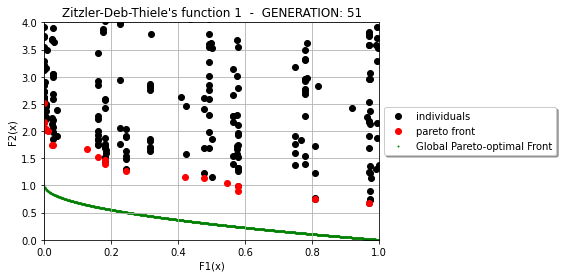 Zitzler-Deb-Thiele's function 1 - GENERATION: 51
4.0
3.5
3.0
2.5
2.0
1.5
1.0
0.5
0.0
F2(x)
0.0 0.2 0.4 0.6 0.8 1.0
F1(x)
individuals
pareto front
Global Pareto-optimal Front